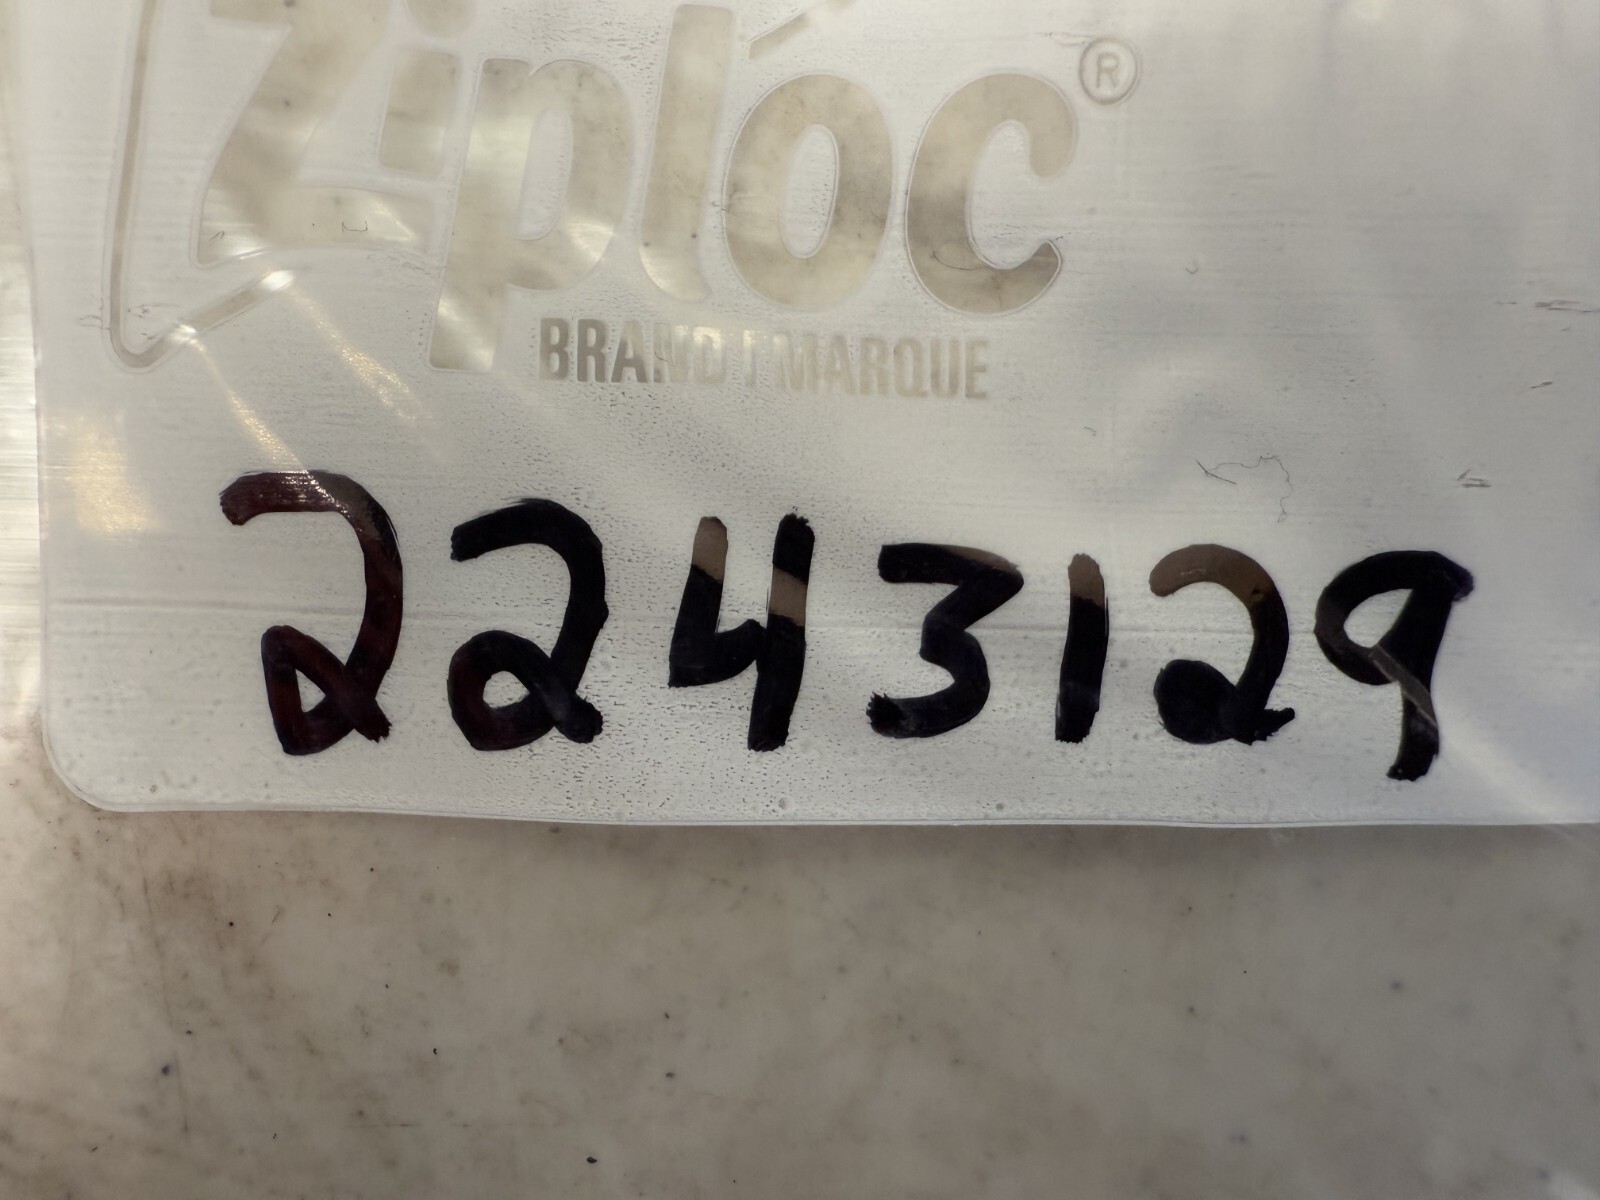 Ziploc®
BRAND / MARQUE
2243129